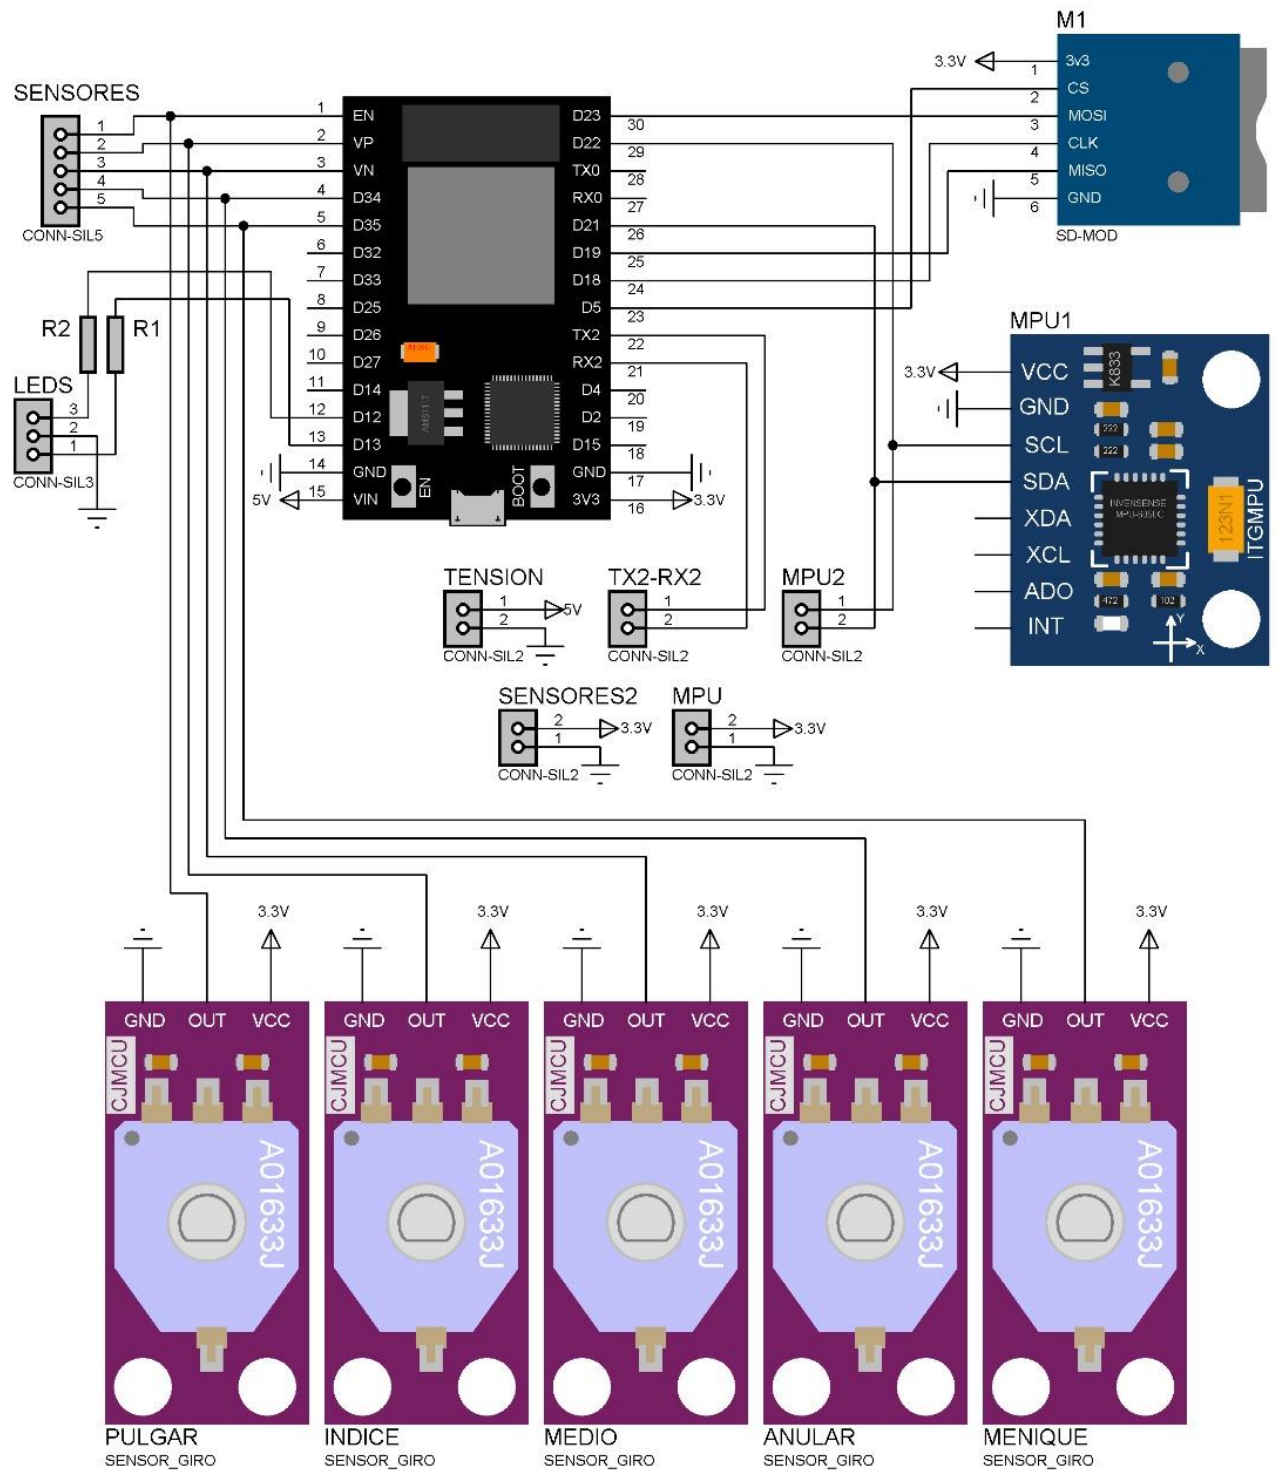 M1
3.3V
1
2
3
4
5
6
3v3
CS
MOSI
CLK
MISO
GND
SD-MOD
SENSORES
1
2
3
4
5
CONN-SIL5
1
2
3
4
5
6
7
8
9
10
11
12
13
14
15
EN
VP
VN
D34
D35
D32
D33
D25
D26
D27
D14
D12
D13
GND
VIN
5V
D23
D22
TX0
RX0
D21
D19
D18
D5
TX2
RX2
D4
D2
D15
GND
3V3
30
29
28
27
26
25
24
23
22
21
20
19
18
17
16
3.3V
EN
BOOT
R2
R1
LEDS
3
2
1
CONN-SIL3
MPU1
3.3V
VCC
GND
SCL
SDA
XDA
XCL
ADO
INT
K833
222
222
INVENSENSE
472
102
123N1
ITGMPU
Y
X
TENSION
1
2
5V
CONN-SIL2
TX2-RX2
1
2
CONN-SIL2
MPU2
1
2
CONN-SIL2
SENSORES2
2
1
3.3V
CONN-SIL2
MPU
2
1
3.3V
CONN-SIL2
3.3V
GND OUT VCC
CJMCU
A01633J
PULGAR
SENSOR_GIRO
3.3V
GND OUT VCC
CJMCU
A01633J
INDICE
SENSOR_GIRO
3.3V
GND OUT VCC
CJMCU
A01633J
MEDIO
SENSOR_GIRO
3.3V
GND OUT VCC
CJMCU
A01633J
ANULAR
SENSOR_GIRO
3.3V
GND OUT VCC
CJMCU
A01633J
MENIQUE
SENSOR_GIRO